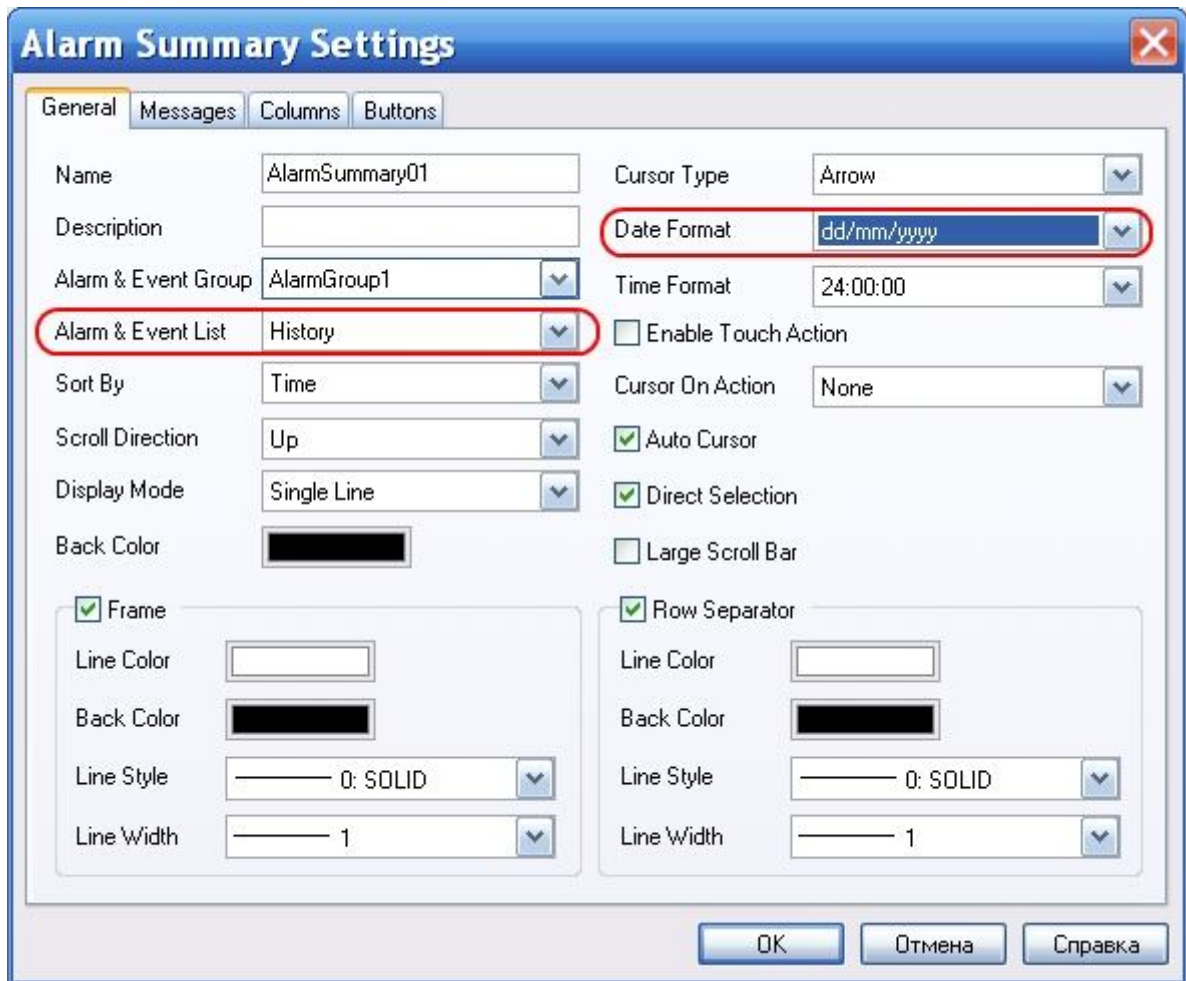 Alarm Summary Settings
General Messages Columns Buttons
Name AlarmSummary01
Description
Alarm & Event Group AlarmGroup1
Alarm & Event List History
Sort By Time
Scroll Direction Up
Display Mode Single Line
Back Color
Cursor Type Arrow
Date Format dd/mm/yyyy
Time Format 24:00:00
Enable Touch Action
Cursor On Action None
Auto Cursor
Direct Selection
Large Scroll Bar
Frame
Line Color
Back Color
Line Style 0: SOLID
Line Width 1
Row Separator
Line Color
Back Color
Line Style 0: SOLID
Line Width 1
OK Отмена Справка